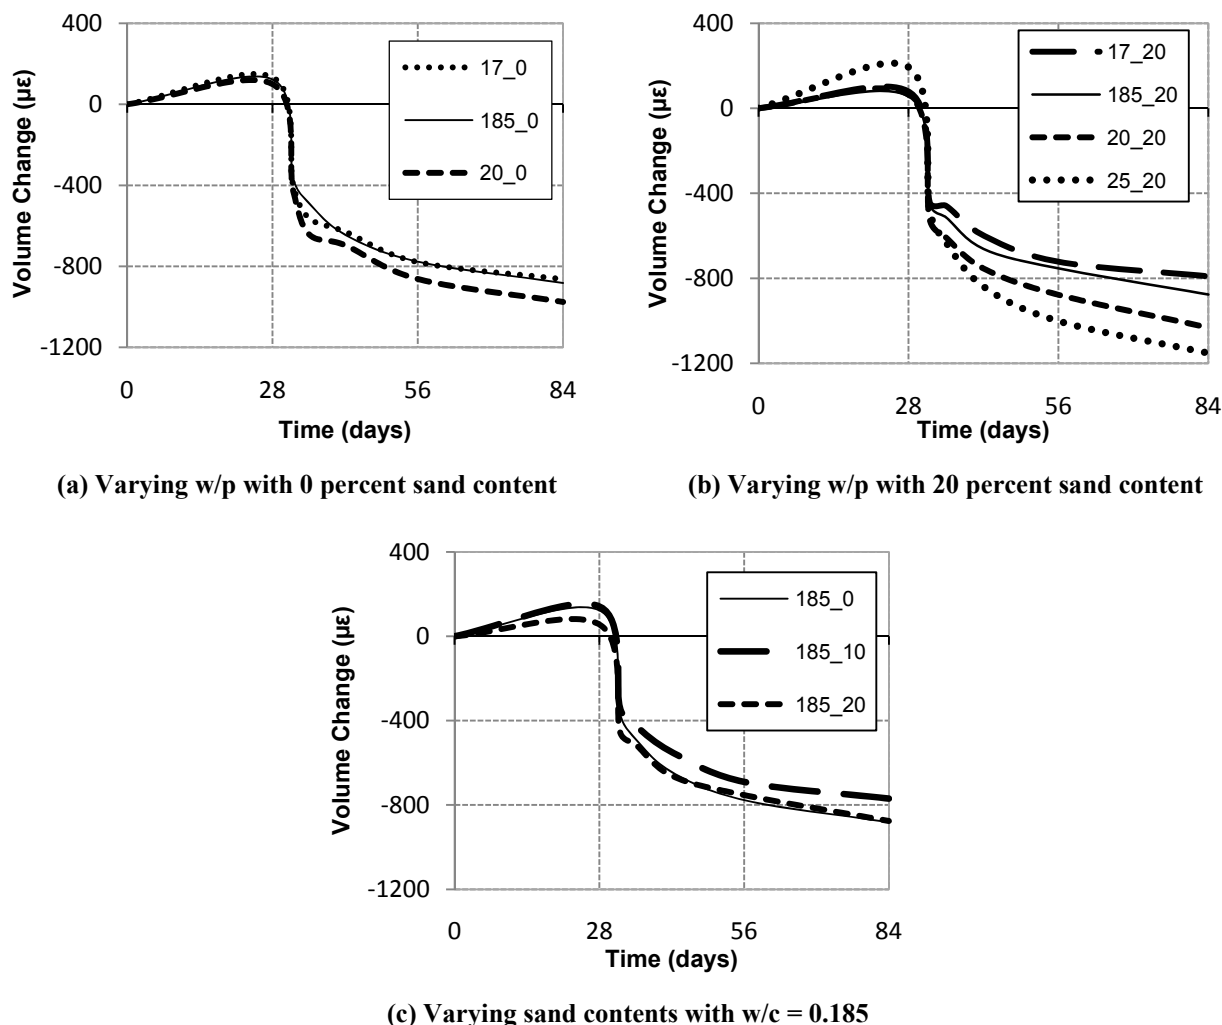 400
0
-400
-800
-1200
Volume Change (με)
17_0
185_0
20_0
0 28 56 84
Time (days)
(a) Varying w/p with 0 percent sand content
400
0
-400
-800
-1200
Volume Change (με)
17_20
185_20
20_20
25_20
0 28 56 84
Time (days)
(b) Varying w/p with 20 percent sand content
400
0
-400
-800
-1200
Volume Change (με)
185_0
185_10
185_20
0 28 56 84
Time (days)
(c) Varying sand contents with w/c = 0.185